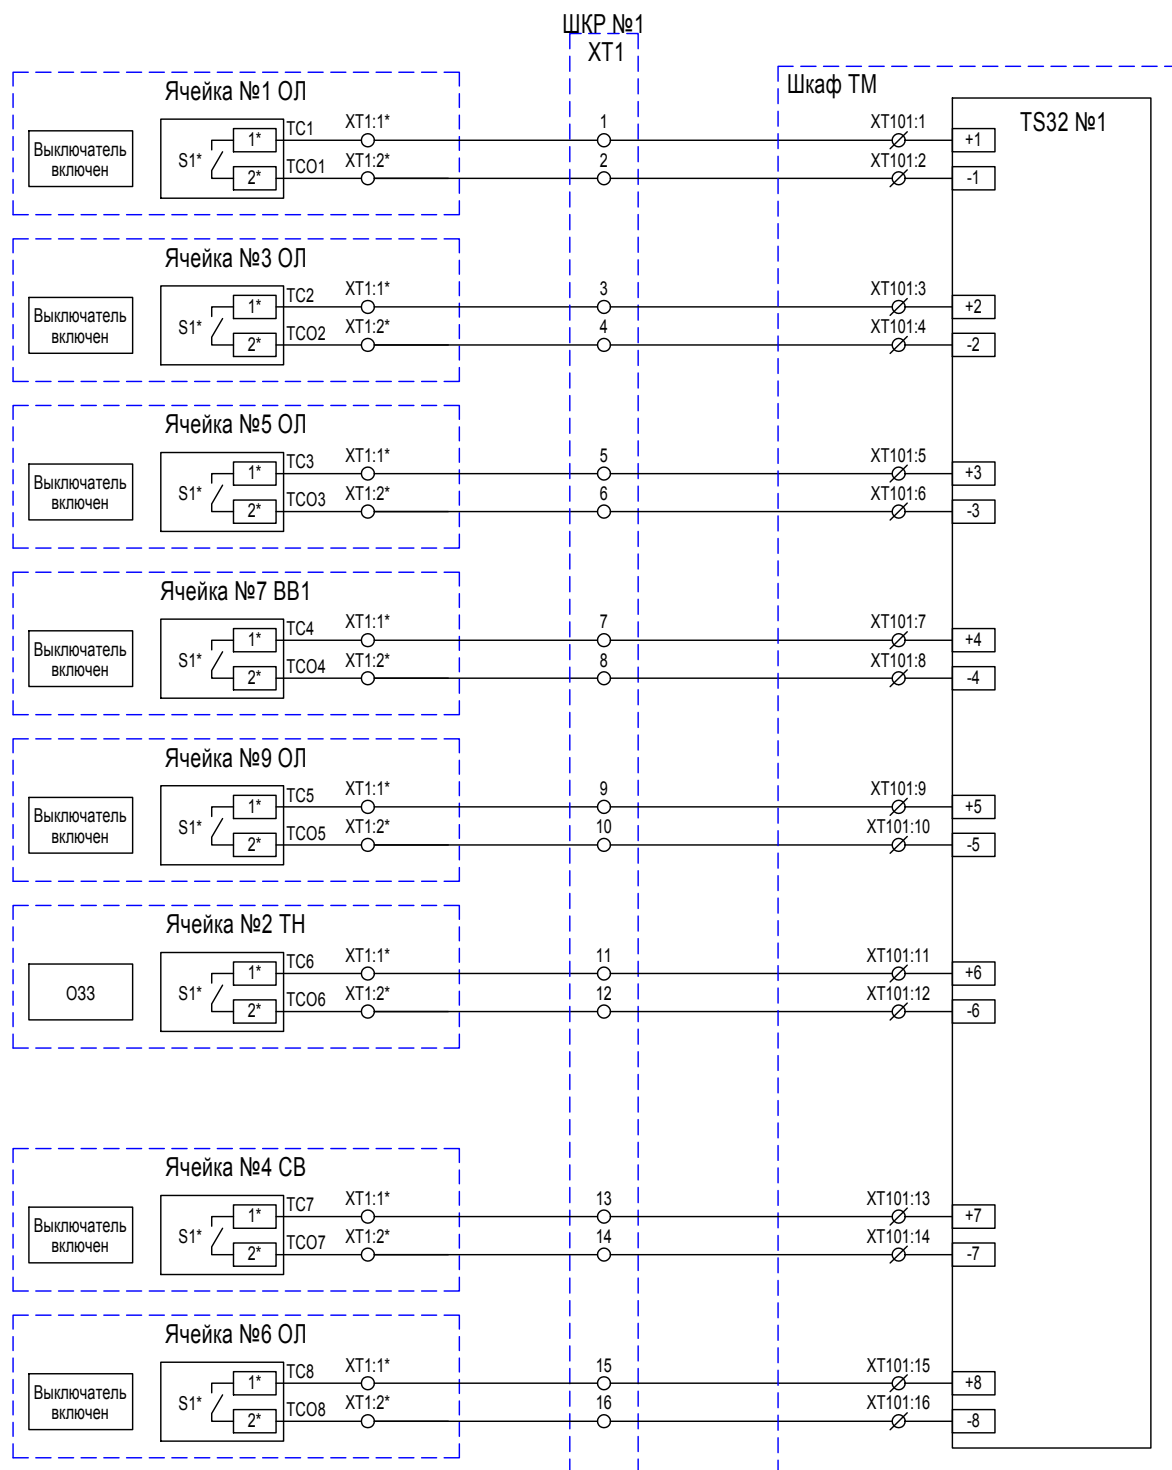 ШКР №1
XT1
Шкаф ТМ
TS32 №1
Ячейка №1 ОЛ
Выключатель
включен
S1*
1*
2*
TC1
TCO1
XT1:1*
XT1:2*
1
2
XT101:1
XT101:2
+1
-1
Ячейка №3 ОЛ
Выключатель
включен
S1*
1*
2*
TC2
TCO2
XT1:1*
XT1:2*
3
4
XT101:3
XT101:4
+2
-2
Ячейка №5 ОЛ
Выключатель
включен
S1*
1*
2*
TC3
TCO3
XT1:1*
XT1:2*
5
6
XT101:5
XT101:6
+3
-3
Ячейка №7 ВВ1
Выключатель
включен
S1*
1*
2*
TC4
TCO4
XT1:1*
XT1:2*
7
8
XT101:7
XT101:8
+4
-4
Ячейка №9 ОЛ
Выключатель
включен
S1*
1*
2*
TC5
TCO5
XT1:1*
XT1:2*
9
10
XT101:9
XT101:10
+5
-5
Ячейка №2 ТН
ОЗЗ
S1*
1*
2*
TC6
TCO6
XT1:1*
XT1:2*
11
12
XT101:11
XT101:12
+6
-6
Ячейка №4 СВ
Выключатель
включен
S1*
1*
2*
TC7
TCO7
XT1:1*
XT1:2*
13
14
XT101:13
XT101:14
+7
-7
Ячейка №6 ОЛ
Выключатель
включен
S1*
1*
2*
TC8
TCO8
XT1:1*
XT1:2*
15
16
XT101:15
XT101:16
+8
-8